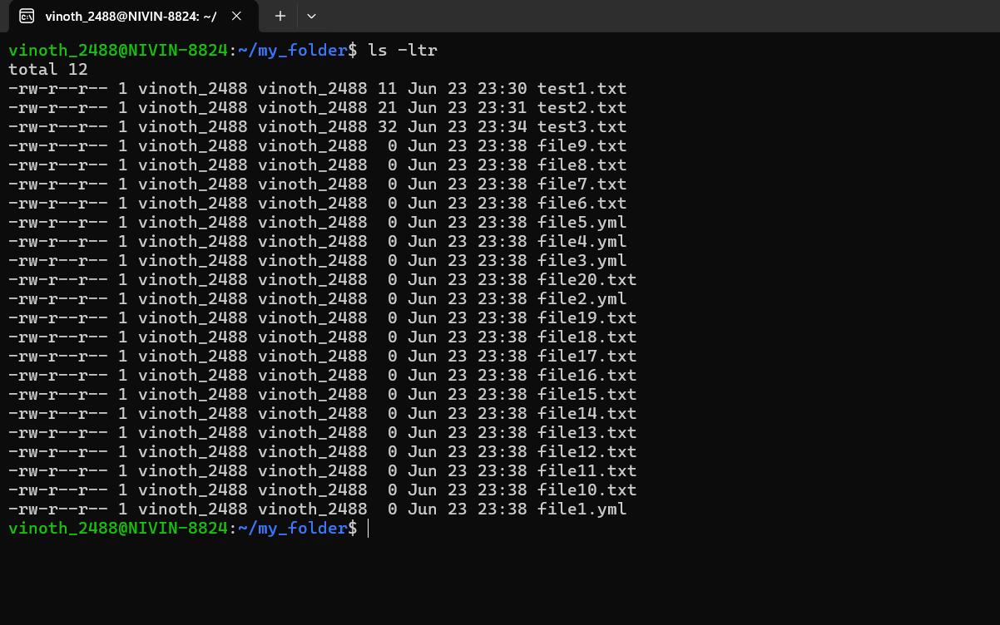 vinoth_2488@NIVIN-8824: ~/
vinoth_2488@NIVIN-8824:~/my_folder$ ls -ltr
total 12
-rw-r--r-- 1 vinoth_2488 vinoth_2488 11 Jun 23 23:30 test1.txt
-rw-r--r-- 1 vinoth_2488 vinoth_2488 21 Jun 23 23:31 test2.txt
-rw-r--r-- 1 vinoth_2488 vinoth_2488 32 Jun 23 23:34 test3.txt
-rw-r--r-- 1 vinoth_2488 vinoth_2488  0 Jun 23 23:38 file9.txt
-rw-r--r-- 1 vinoth_2488 vinoth_2488  0 Jun 23 23:38 file8.txt
-rw-r--r-- 1 vinoth_2488 vinoth_2488  0 Jun 23 23:38 file7.txt
-rw-r--r-- 1 vinoth_2488 vinoth_2488  0 Jun 23 23:38 file6.txt
-rw-r--r-- 1 vinoth_2488 vinoth_2488  0 Jun 23 23:38 file5.yml
-rw-r--r-- 1 vinoth_2488 vinoth_2488  0 Jun 23 23:38 file4.yml
-rw-r--r-- 1 vinoth_2488 vinoth_2488  0 Jun 23 23:38 file3.yml
-rw-r--r-- 1 vinoth_2488 vinoth_2488  0 Jun 23 23:38 file20.txt
-rw-r--r-- 1 vinoth_2488 vinoth_2488  0 Jun 23 23:38 file2.yml
-rw-r--r-- 1 vinoth_2488 vinoth_2488  0 Jun 23 23:38 file19.txt
-rw-r--r-- 1 vinoth_2488 vinoth_2488  0 Jun 23 23:38 file18.txt
-rw-r--r-- 1 vinoth_2488 vinoth_2488  0 Jun 23 23:38 file17.txt
-rw-r--r-- 1 vinoth_2488 vinoth_2488  0 Jun 23 23:38 file16.txt
-rw-r--r-- 1 vinoth_2488 vinoth_2488  0 Jun 23 23:38 file15.txt
-rw-r--r-- 1 vinoth_2488 vinoth_2488  0 Jun 23 23:38 file14.txt
-rw-r--r-- 1 vinoth_2488 vinoth_2488  0 Jun 23 23:38 file13.txt
-rw-r--r-- 1 vinoth_2488 vinoth_2488  0 Jun 23 23:38 file12.txt
-rw-r--r-- 1 vinoth_2488 vinoth_2488  0 Jun 23 23:38 file11.txt
-rw-r--r-- 1 vinoth_2488 vinoth_2488  0 Jun 23 23:38 file10.txt
-rw-r--r-- 1 vinoth_2488 vinoth_2488  0 Jun 23 23:38 file1.yml
vinoth_2488@NIVIN-8824:~/my_folder$